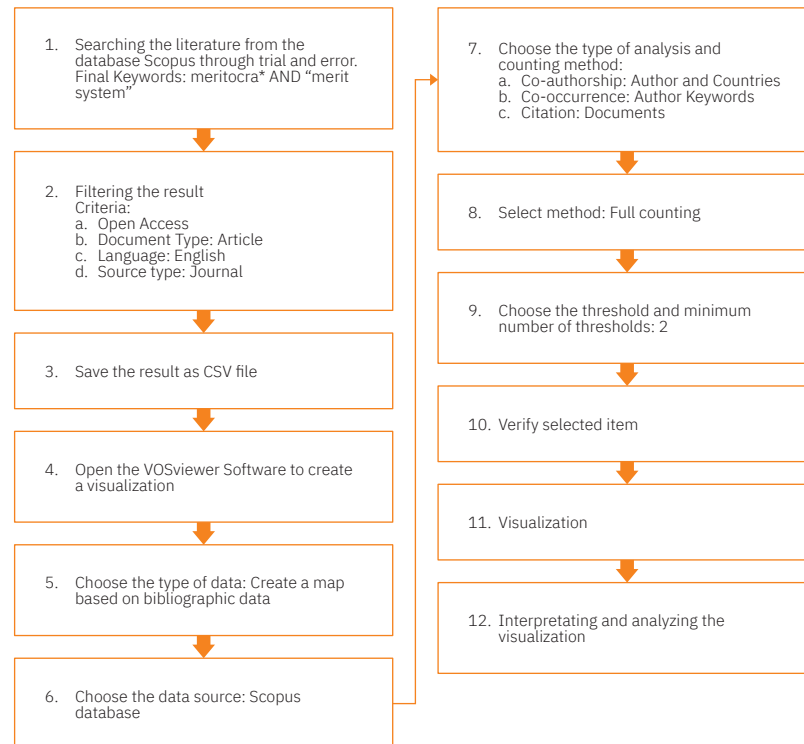 1. Searching the literature from the
database Scopus through trial and error.
Final Keywords: meritocra* AND “merit
system”
2. Filtering the result
Criteria:
a. Open Access
b. Document Type: Article
c. Language: English
d. Source type: Journal
3. Save the result as CSV file
4. Open the VOSviewer Software to create
a visualization
5. Choose the type of data: Create a map
based on bibliographic data
6. Choose the data source: Scopus
database
7. Choose the type of analysis and
counting method:
a. Co-authorship: Author and Countries
b. Co-occurrence: Author Keywords
c. Citation: Documents
8. Select method: Full counting
9. Choose the threshold and minimum
number of thresholds: 2
10. Verify selected item
11. Visualization
12. Interpretating and analyzing the
visualization